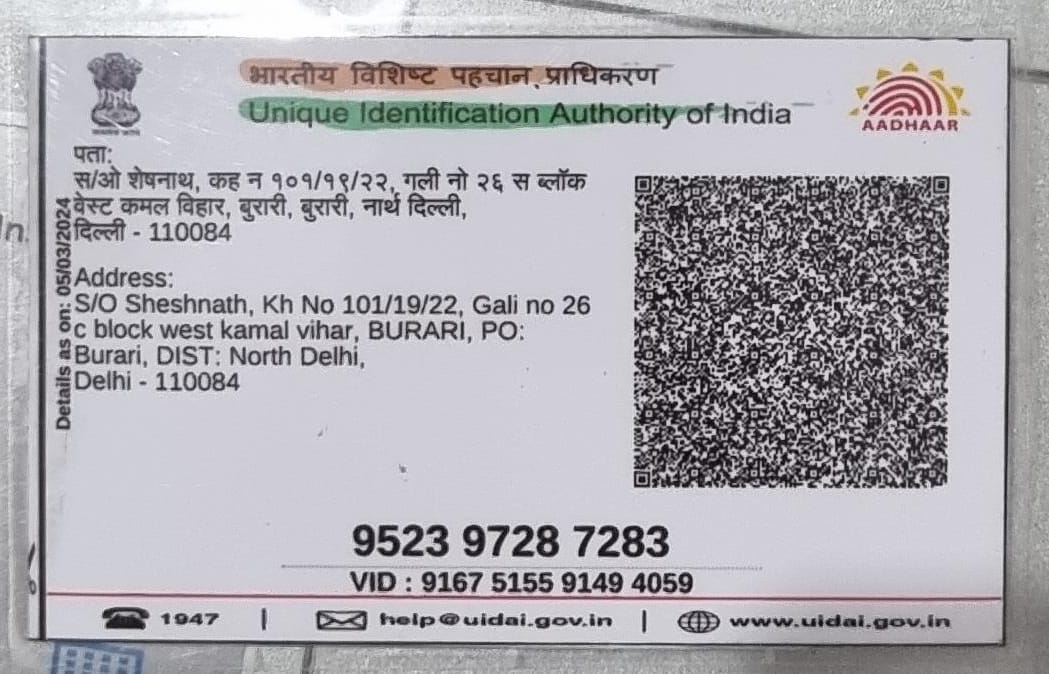 भारतीय विशिष्ट पहचान प्राधिकरण
Unique Identification Authority of India
AADHAAR
पता:
स/ओ शेषनाथ, कह न १०१/१९/२२, गली नो २६ स ब्लॉक
वेस्ट कमल विहार, बुरारी, बुरारी, नार्थ दिल्ली,
दिल्ली - 110084
Address:
S/O Sheshnath, Kh No 101/19/22, Gali no 26
c block west kamal vihar, BURARI, PO:
Burari, DIST: North Delhi,
Delhi - 110084
Details as on: 05/03/2024
9523 9728 7283
VID : 9167 5155 9149 4059
1947 | help@uidai.gov.in | www.uidai.gov.in